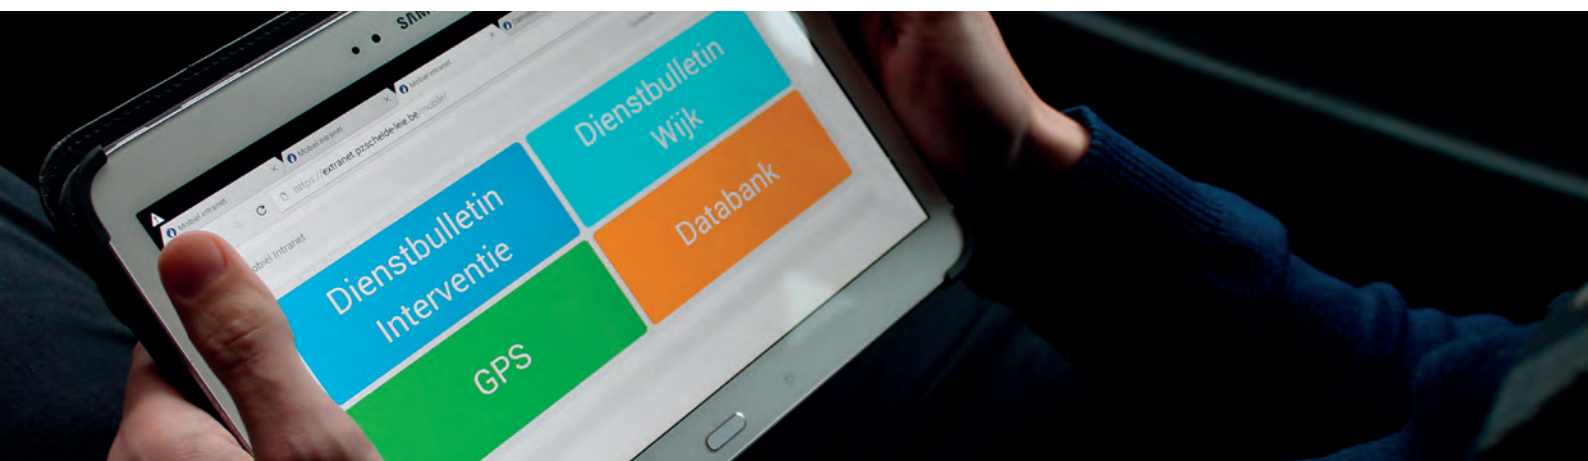 SAM
Mobiel intranet
Mobiel intranet
Mobiel intranet
https://extranet.pzschelde-leie.be/mobile/
obiel Intranet
Dienstbulletin
Interventie
Dienstbulletin
Wijk
GPS
Databank